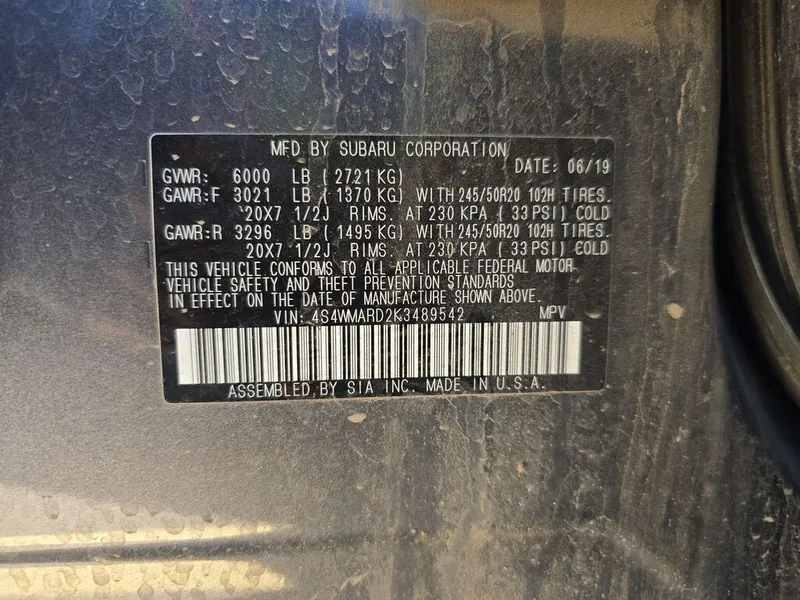 MFD BY SUBARU CORPORATION
DATE: 06/19
GVWR: 6000 LB (2721 KG)
GAWR:F 3021 LB (1370 KG) WITH 245/50R20 102H TIRES.
20X7 1/2J RIMS. AT 230 KPA (33 PSI) COLD
GAWR:R 3296 LB (1495 KG) WITH 245/50R20 102H TIRES.
20X7 1/2J RIMS. AT 230 KPA (33 PSI) COLD
THIS VEHICLE CONFORMS TO ALL APPLICABLE FEDERAL MOTOR
VEHICLE SAFETY AND THEFT PREVENTION STANDARDS
IN EFFECT ON THE DATE OF MANUFACTURE SHOWN ABOVE.
VIN: 4S4WMARD2K3489542 MPV
ASSEMBLED BY SIA INC. MADE IN U.S.A.